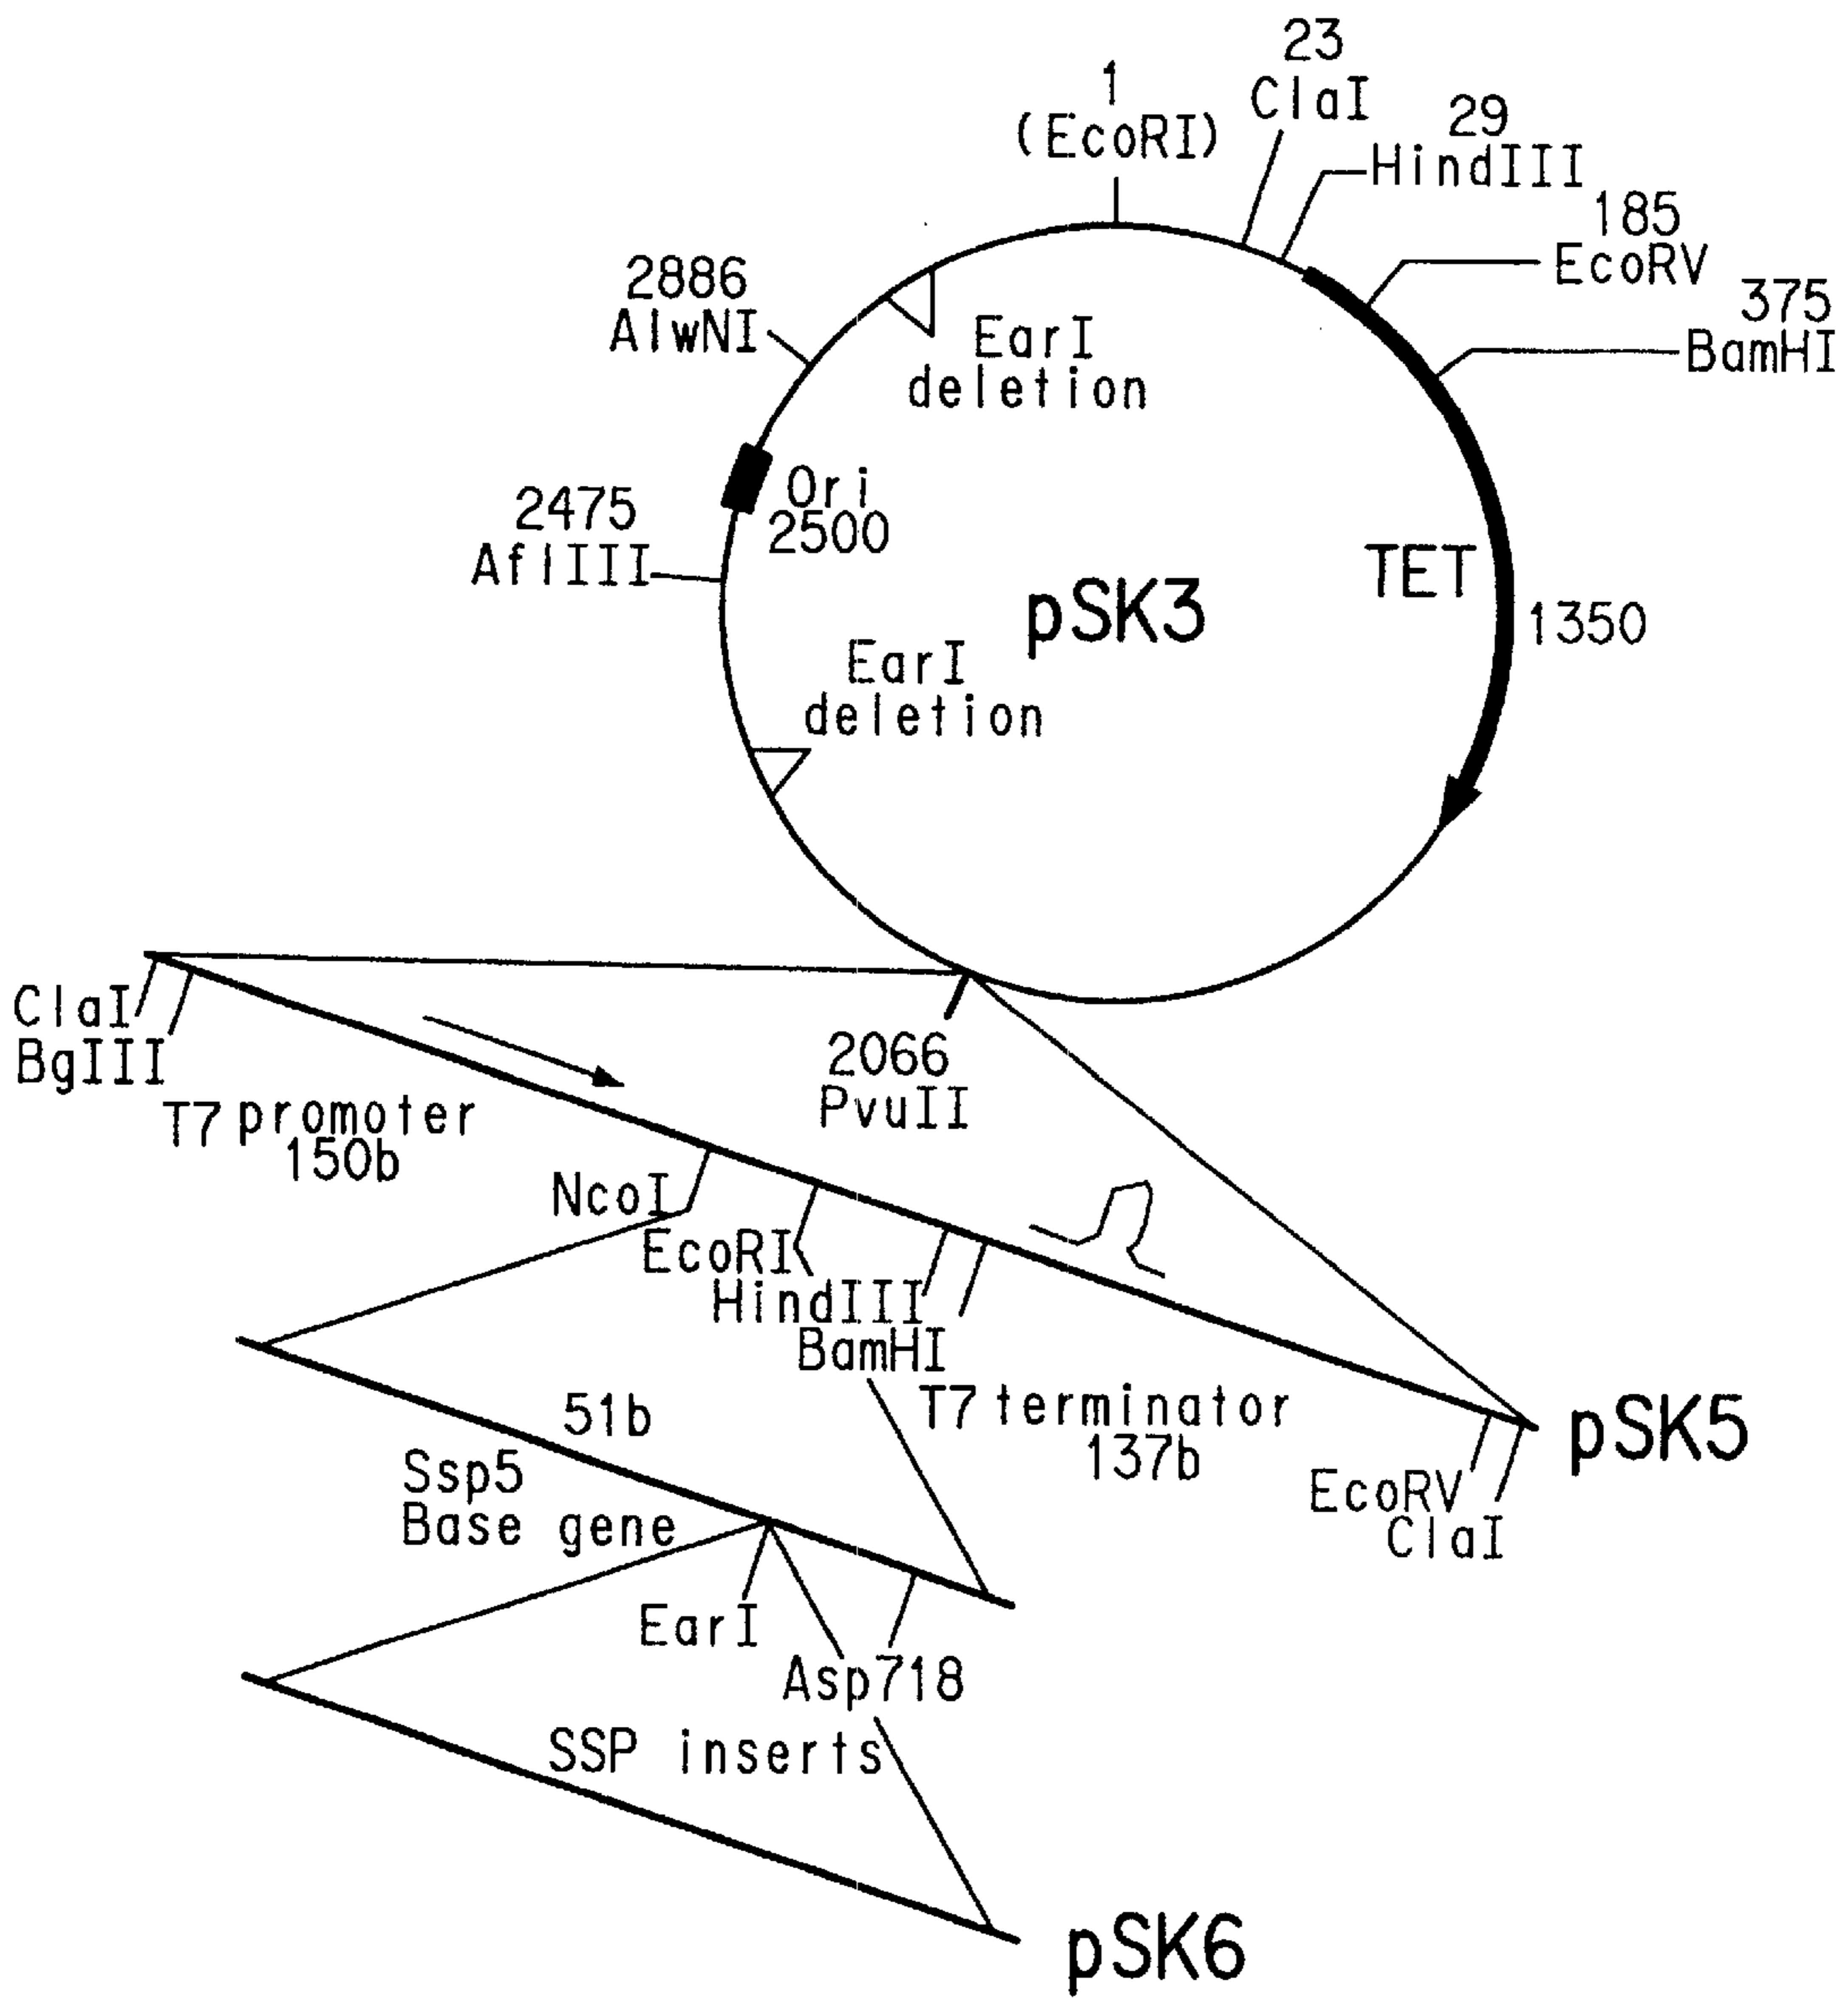 23
ClaI
1
(EcoRI)
29
HindIII
185
EcoRV
375
BamHI
2886
AlwNI
EarI
deletion
Ori
2500
2475
AflIII
TET
pSK3
1350
EarI
deletion
ClaI
BglII
2066
PvuII
T7 promoter
150b
NcoI
EcoRI
HindIII
BamHI
T7 terminator
137b
pSK5
EcoRV
ClaI
51b
Ssp5
Base gene
EarI
Asp718
SSP inserts
pSK6